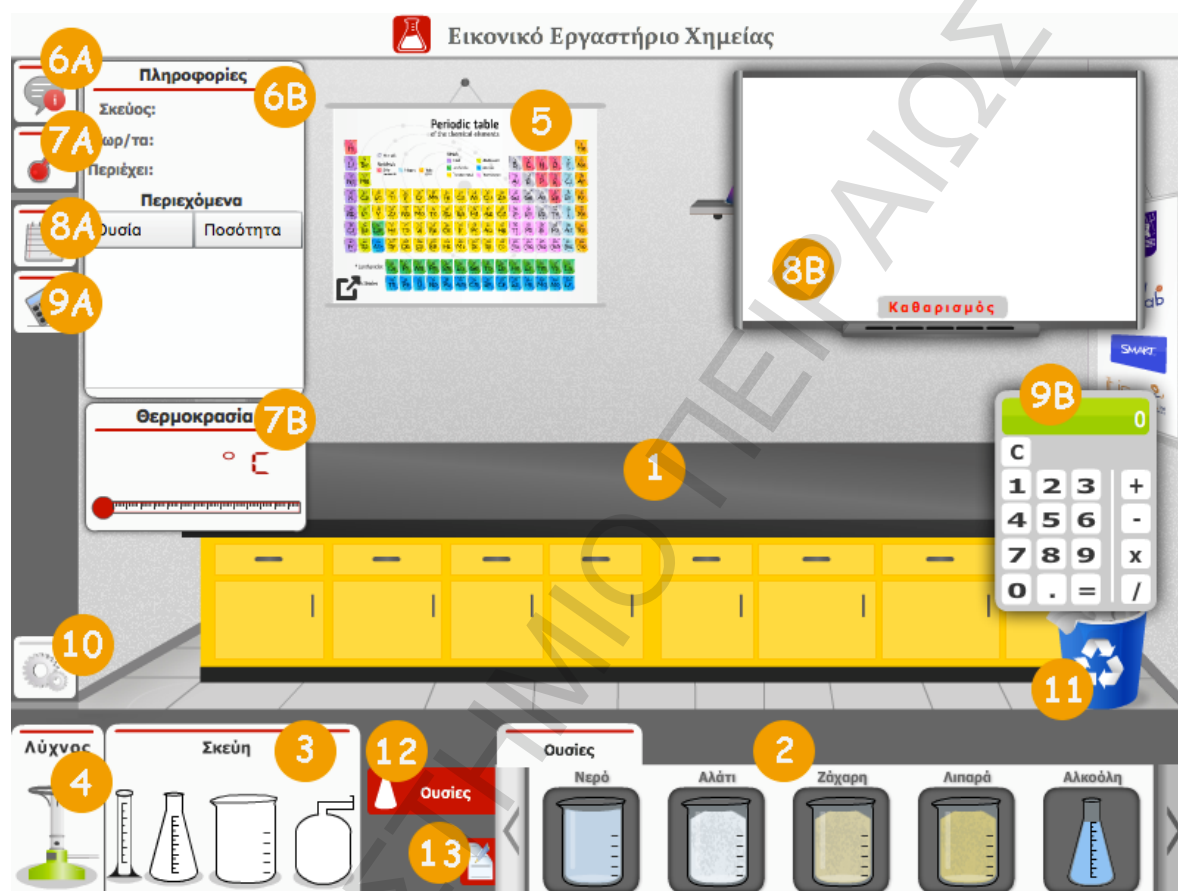 Εικονικό Εργαστήριο Χημείας
6A
Πληροφορίες
6B
Σκεύος:
7A
ωρ/τα:
Περιέχει:
Περιεχόμενα
8A
Ουσία
Ποσότητα
9A
Periodic table
of the chemical elements
5
8B
Καθαρισμός
ab
SMART
Θερμοκρασία
7B
° C
1
9B
0
C
1 2 3 +
4 5 6 -
7 8 9 x
0 . = /
10
11
Λύχνος
4
Σκεύη
3
12
Ουσίες
13
Ουσίες
2
Νερό
Αλάτι
Ζάχαρη
Λιπαρά
Αλκοόλη
ΣΤΗΜΙΟ ΠΕΙΡΑΙΩΣ